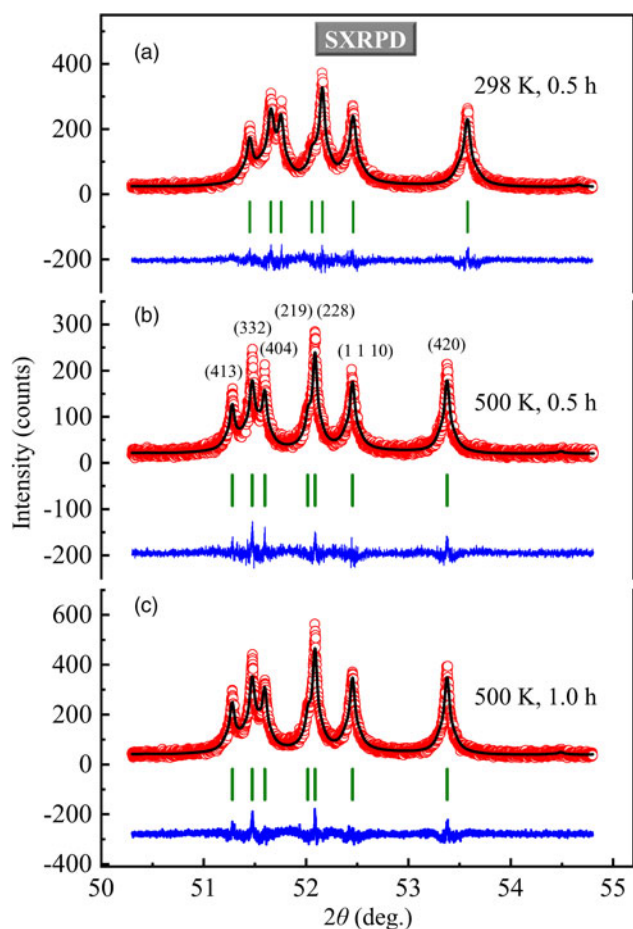 SXRPD
(a)
298 K, 0.5 h
400
200
0
-200
(b)
(219) (228)
(332)
(404)
(413)
(1 1 10)
(420)
500 K, 0.5 h
300
200
100
0
-100
-200
(c)
500 K, 1.0 h
600
400
200
0
-200
-400
Intensity (counts)
50 51 52 53 54 55
2θ (deg.)